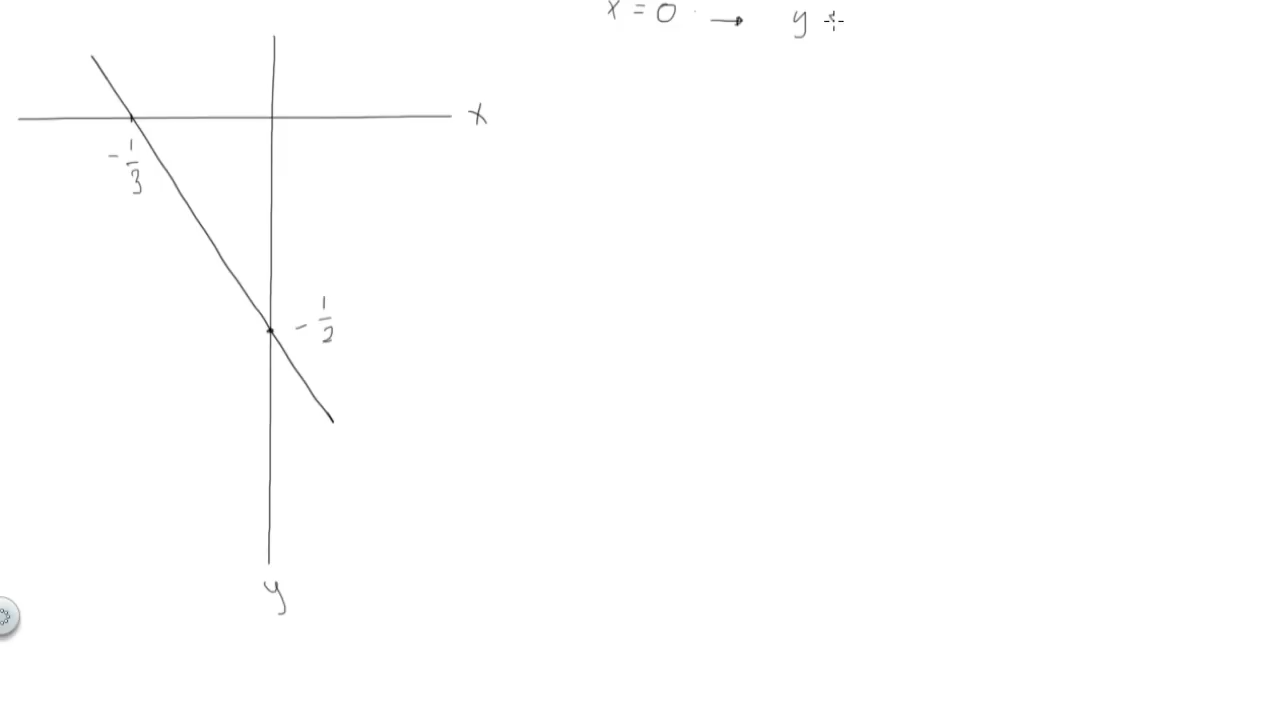 x = 0 → y
x
- 1/3
- 1/2
y